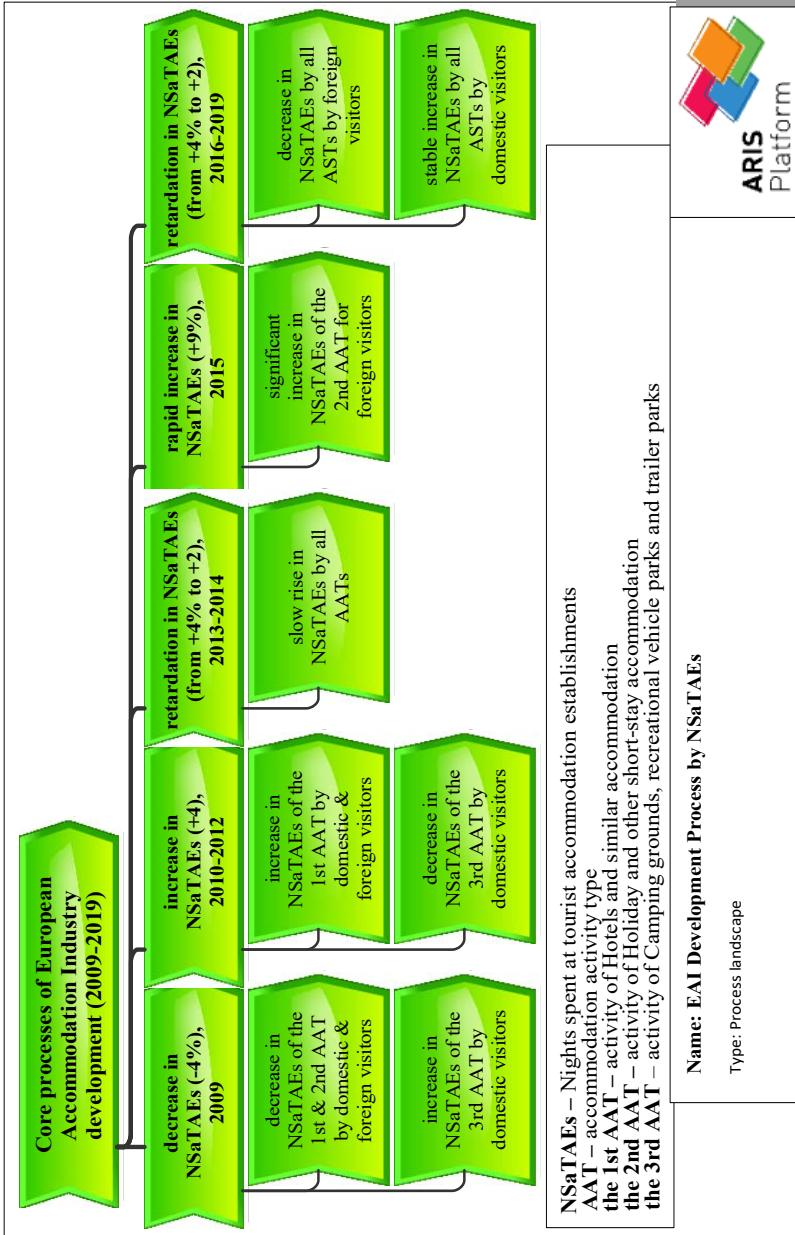 Core processes of European
Accommodation Industry
development (2009-2019)
decrease in
NSaTAEs (-4%),
2009
decrease in
NSaTAEs of the
1st & 2nd AAT
by domestic &
foreign visitors
increase in
NSaTAEs of the
3rd AAT by
domestic visitors
increase in
NSaTAEs (+4),
2010-2012
increase in
NSaTAEs of the
1st AAT by
domestic &
foreign visitors
decrease in
NSaTAEs of the
3rd AAT by
domestic visitors
retardation in NSaTAEs
(from +4% to +2),
2013-2014
slow rise in
NSaTAEs by all
AATs
rapid increase in
NSaTAEs (+9%),
2015
significant
increase in
NSaTAEs of the
2nd AAT for
foreign visitors
retardation in NSaTAEs
(from +4% to +2),
2016-2019
decrease in
NSaTAEs by all
ASTs by foreign
visitors
stable increase in
NSaTAEs by all
ASTs by
domestic visitors
NSaTAEs – Nights spent at tourist accommodation establishments
AAT – accommodation activity type
the 1st AAT – activity of Hotels and similar accommodation
the 2nd AAT – activity of Holiday and other short-stay accommodation
the 3rd AAT – activity of Camping grounds, recreational vehicle parks and trailer parks
Name: EAI Development Process by NSaTAEs
Type: Process landscape
ARIS
Platform